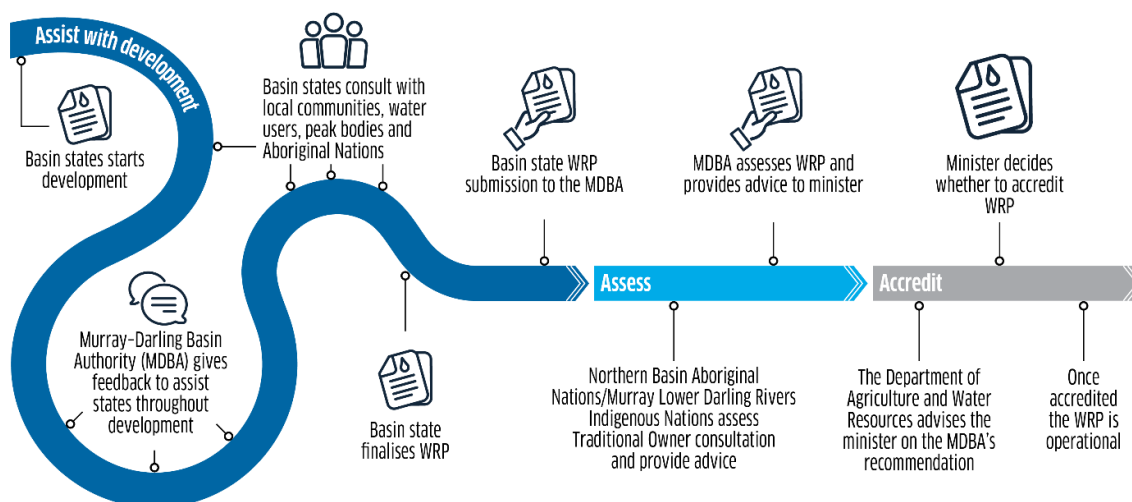 Assist with development
Basin states starts
development
Basin states consult with
local communities, water
users, peak bodies and
Aboriginal Nations
Murray–Darling Basin
Authority (MDBA) gives
feedback to assist
states throughout
development
Basin state
finalises WRP
Basin state WRP
submission to the MDBA
Assess
MDBA assesses WRP and
provides advice to minister
Northern Basin Aboriginal
Nations/Murray Lower Darling Rivers
Indigenous Nations assess
Traditional Owner consultation
and provide advice
Accredit
Minister decides
whether to accredit
WRP
The Department of
Agriculture and Water
Resources advises the
minister on the MDBA's
recommendation
Once
accredited
the WRP is
operational